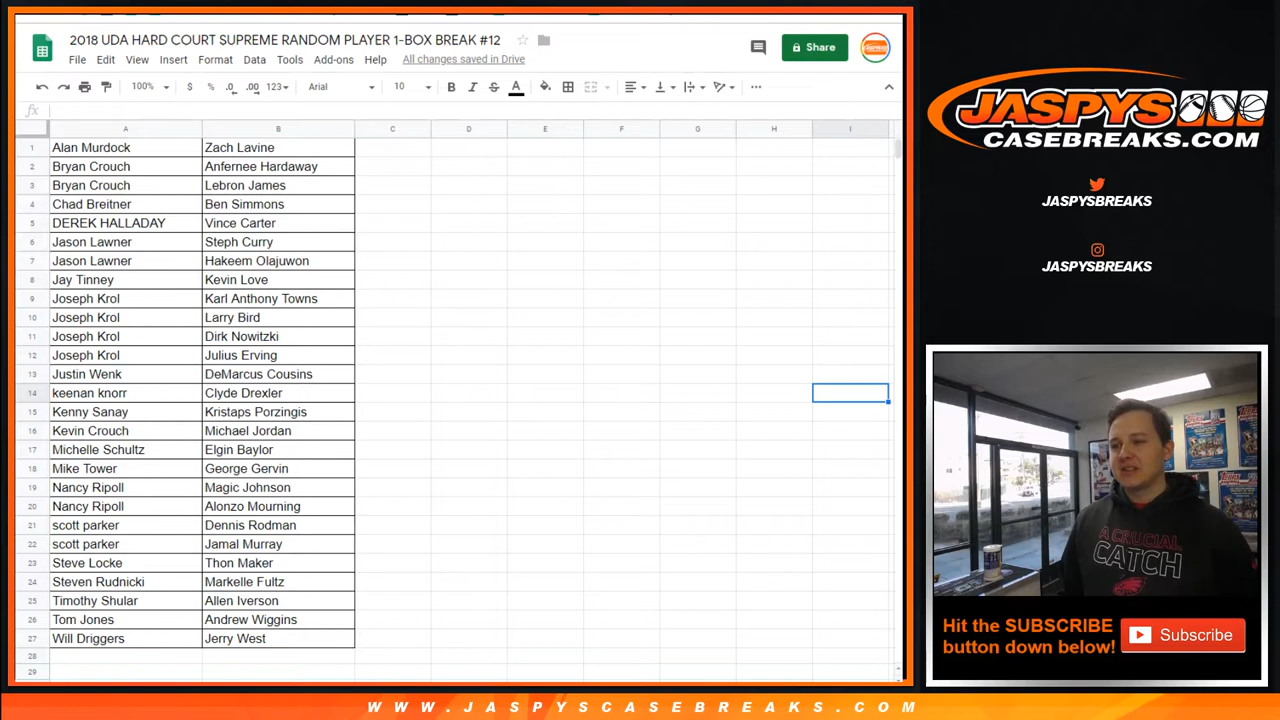 2018 UDA HARD COURT SUPREME RANDOM PLAYER 1-BOX BREAK #12
File Edit View Insert Format Data Tools Add-ons Help All changes saved in Drive
Share
100% $ % .0 .00 123 Arial 10 B I S A
fx
A B C D E F G H I
1 Alan Murdock Zach Lavine
2 Bryan Crouch Anfernee Hardaway
3 Bryan Crouch Lebron James
4 Chad Breitner Ben Simmons
5 DEREK HALLADAY Vince Carter
6 Jason Lawner Steph Curry
7 Jason Lawner Hakeem Olajuwon
8 Jay Tinney Kevin Love
9 Joseph Krol Karl Anthony Towns
10 Joseph Krol Larry Bird
11 Joseph Krol Dirk Nowitzki
12 Joseph Krol Julius Erving
13 Justin Wenk DeMarcus Cousins
14 keenan knorr Clyde Drexler
15 Kenny Sanay Kristaps Porzingis
16 Kevin Crouch Michael Jordan
17 Michelle Schultz Elgin Baylor
18 Mike Tower George Gervin
19 Nancy Ripoll Magic Johnson
20 Nancy Ripoll Alonzo Mourning
21 scott parker Dennis Rodman
22 scott parker Jamal Murray
23 Steve Locke Thon Maker
24 Steven Rudnicki Markelle Fultz
25 Timothy Shular Allen Iverson
26 Tom Jones Andrew Wiggins
27 Will Driggers Jerry West
28
29
JASPYS
CASEBREAKS.COM
JASPYSBREAKS
JASPYSBREAKS
A CRUCIAL
CATCH
Hit the SUBSCRIBE
button down below!
Subscribe
WWW.JASPYSCASEBREAKS.COM